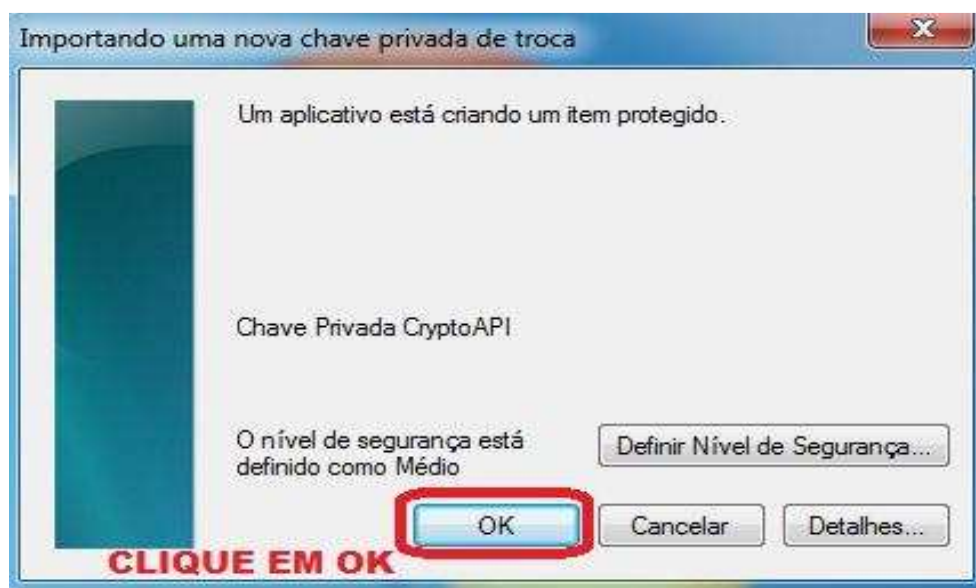 Importando uma nova chave privada de troca
Um aplicativo está criando um item protegido.
Chave Privada CryptoAPI
O nível de segurança está
definido como Médio
Definir Nível de Segurança...
OK
Cancelar
Detalhes...
CLIQUE EM OK